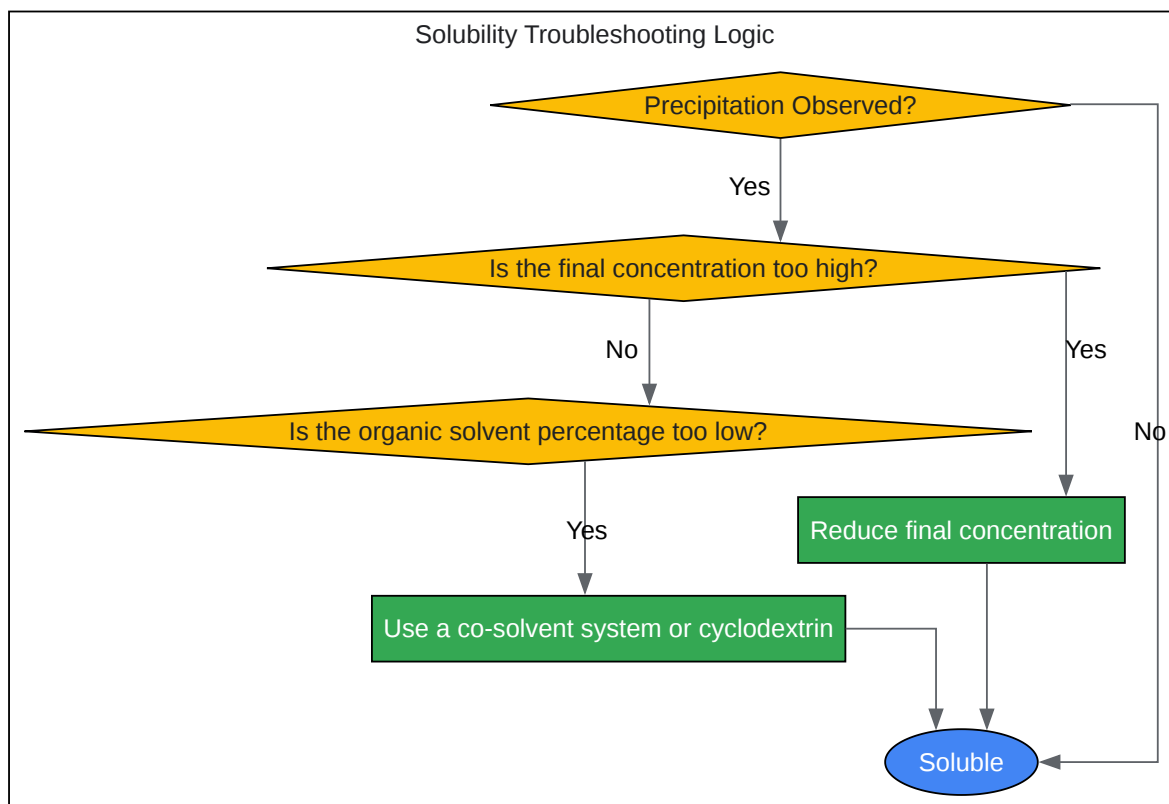 Solubility Troubleshooting Logic
Precipitation Observed?
Yes
Is the final concentration too high?
No
Yes
Is the organic solvent percentage too low?
No
Yes
Reduce final concentration
Use a co-solvent system or cyclodextrin
Soluble